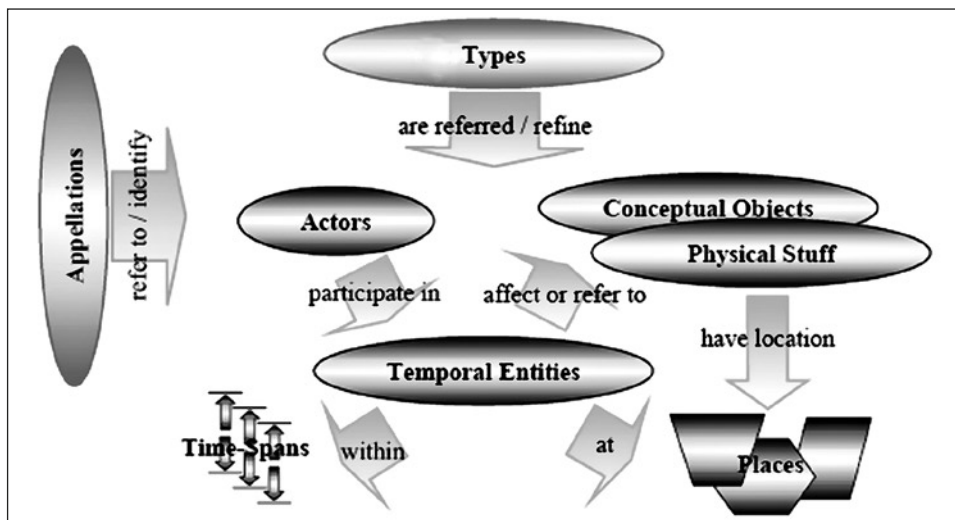 Types
are referred / refine
Appellations
refer to / identify
Actors
Conceptual Objects
Physical Stuff
participate in
affect or refer to
have location
Temporal Entities
Time-Spans
within
at
Places